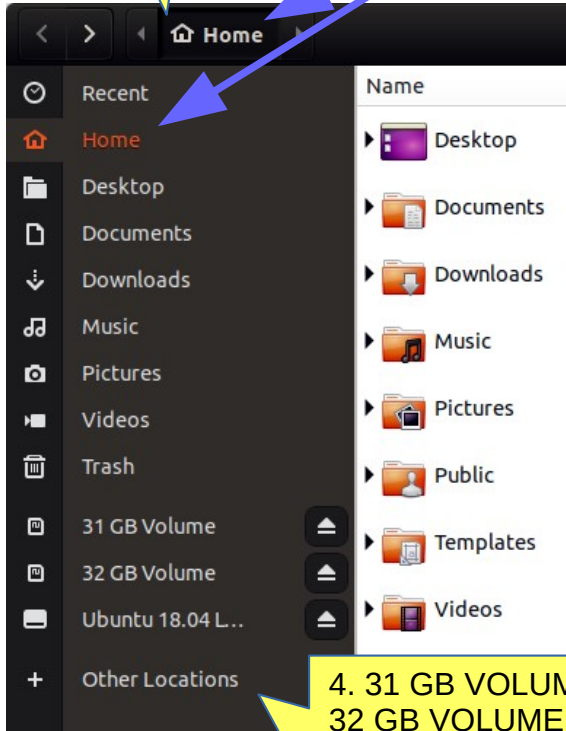 Home
Recent
Home
Desktop
Documents
Downloads
Music
Pictures
Videos
Trash
31 GB Volume
32 GB Volume
Ubuntu 18.04 L...
Other Locations
Name
Desktop
Documents
Downloads
Music
Pictures
Public
Templates
Videos
4. 31 GB VOLUM
32 GB VOLUME